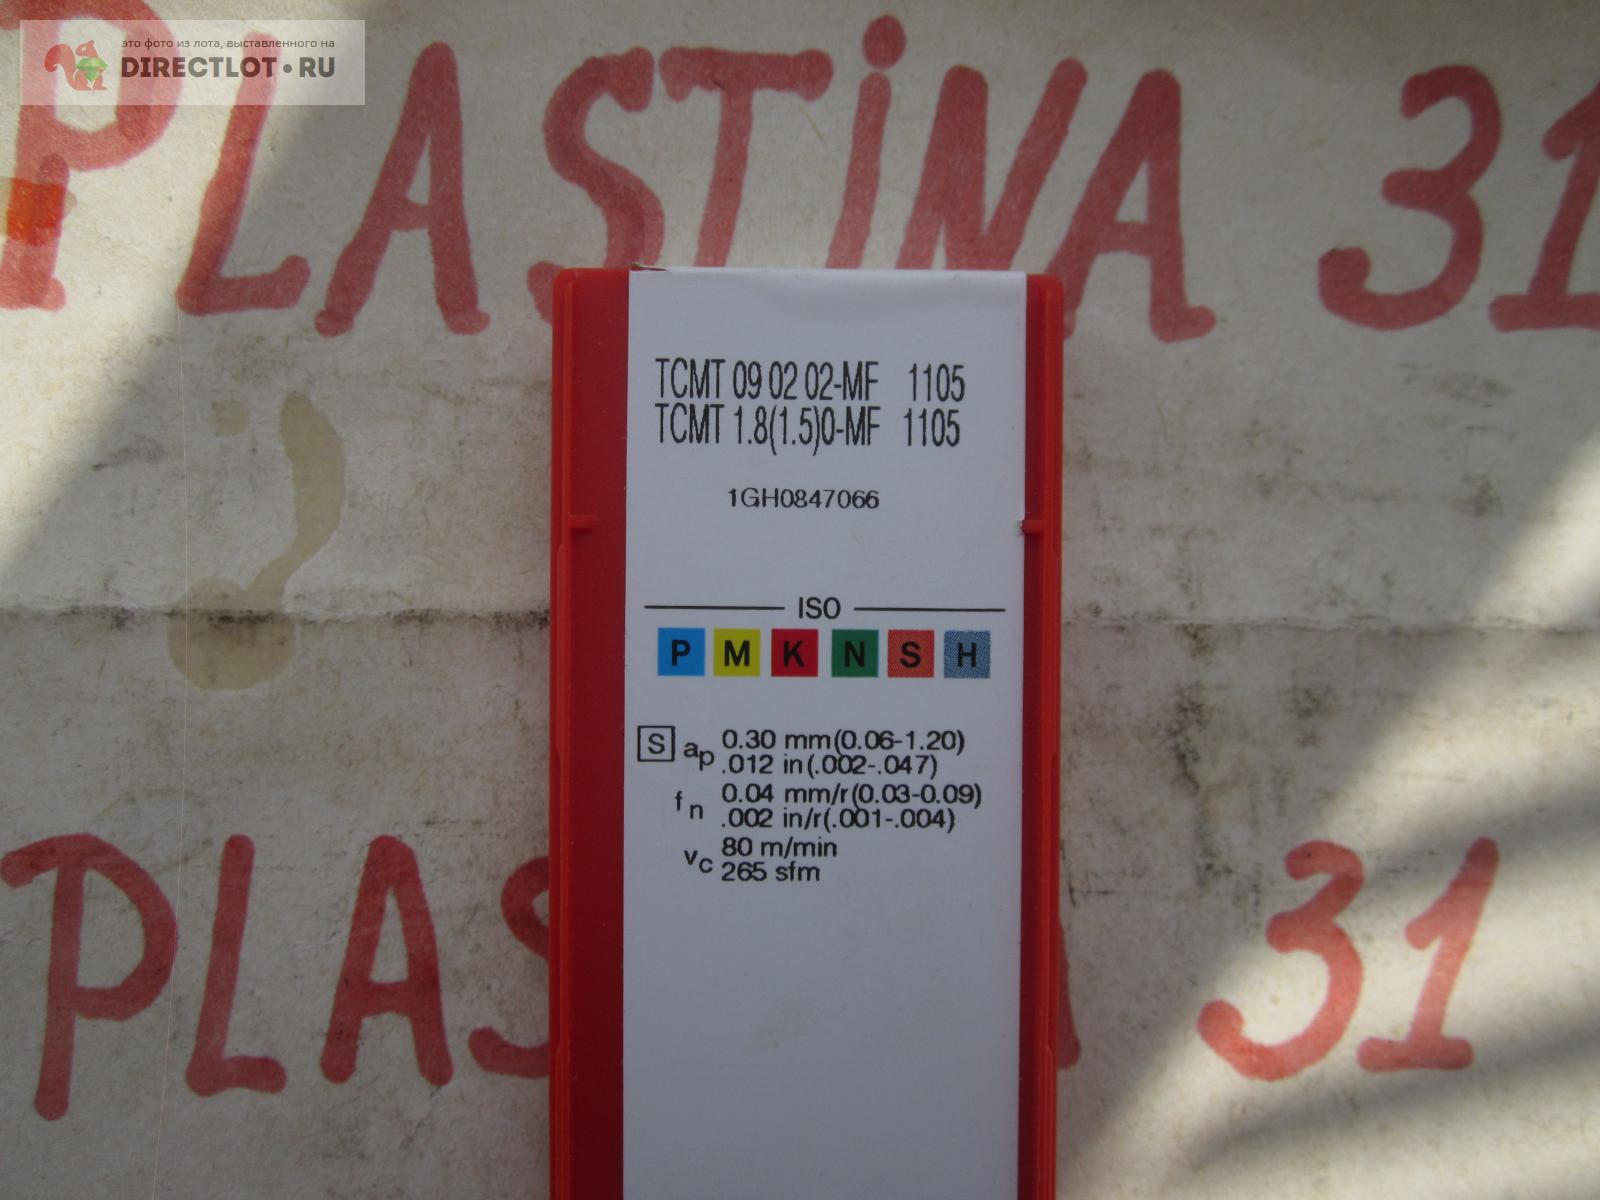 это фото из лота, выставленного на
DIRECTLOT•RU
PLASTiNA 31
TCMT 09 02 02-MF 1105
TCMT 1.8(1.5)0-MF 1105
1GH0847066
ISO
P M K N S H
S ap 0.30 mm(0.06-1.20)
.012 in(.002-.047)
fn 0.04 mm/r(0.03-0.09)
.002 in/r(.001-.004)
vc 80 m/min
265 sfm
PLAS A 31